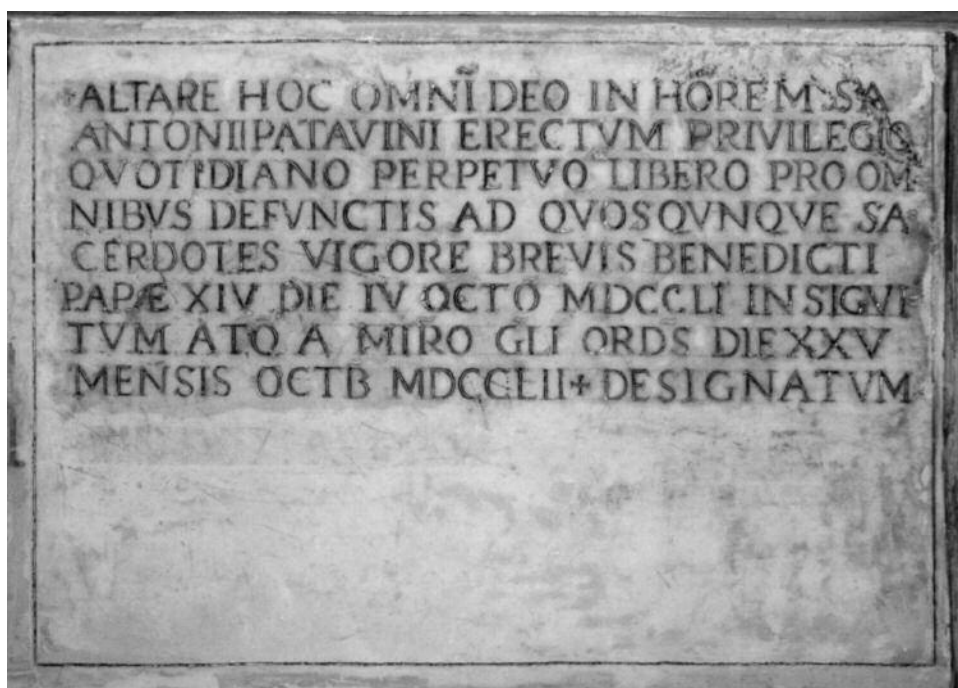 ALTARE HOC OMNĪ DEO IN HOREM SA
ANTONII PATAVINI ERECTVM PRIVILEGIO
QVOTIDIANO PERPETVO LIBERO PRO OM
NIBVS DEFVNCTIS AD QVOSQVNQVE SA
CERDOTES VIGORE BREVIS BENEDICTI
PAPÆ XIV DIE IV OCTO MDCCLI IN SIGVI
TVM ATQ A MIRO GLI ORDS DIE XXV
MENSIS OCTB MDCCLII + DESIGNATVM